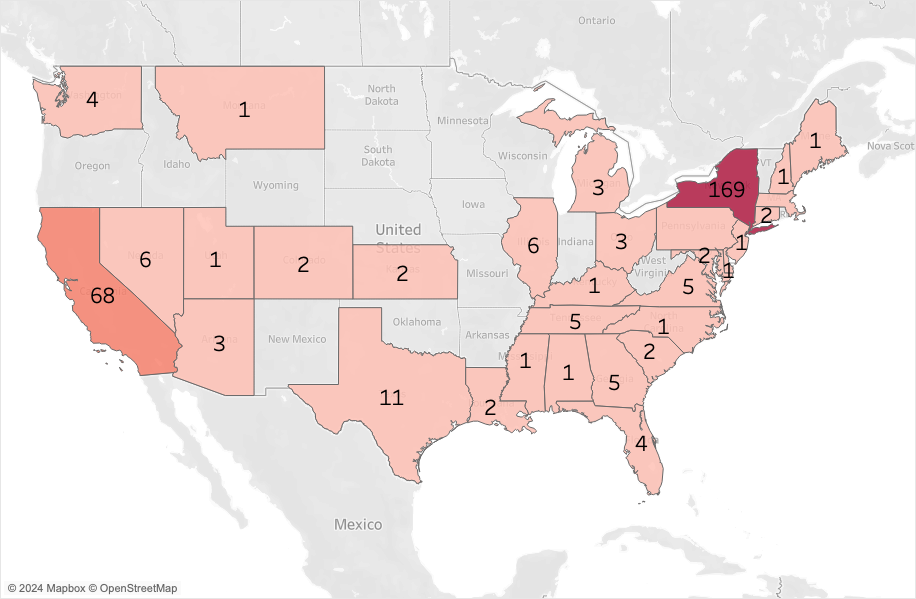 Ontario
4
1
North
Dakota
Minnesota
Oregon
Idaho
South
Dakota
Wisconsin
Wyoming
Iowa
3
169
VT
1
1
Nova Scot
2
68
6
1
2
United
States
2
Missouri
6
Indiana
3
Pennsylvania
West
Virgini
2
1
1
1
5
3
New Mexico
Oklahoma
Arkansas
5
1
2
1
1
5
11
2
4
Mexico
© 2024 Mapbox © OpenStreetMap